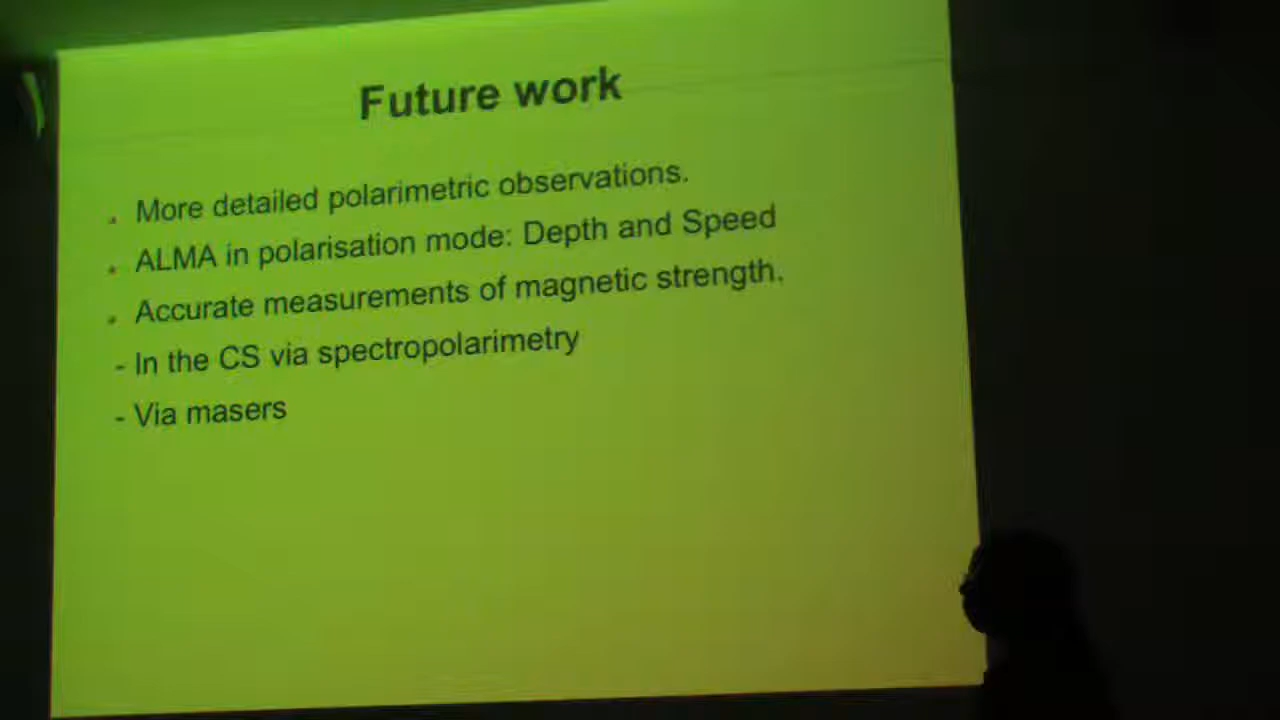 Future work
. More detailed polarimetric observations.
. ALMA in polarisation mode: Depth and Speed
. Accurate measurements of magnetic strength.
- In the CS via spectropolarimetry
- Via masers